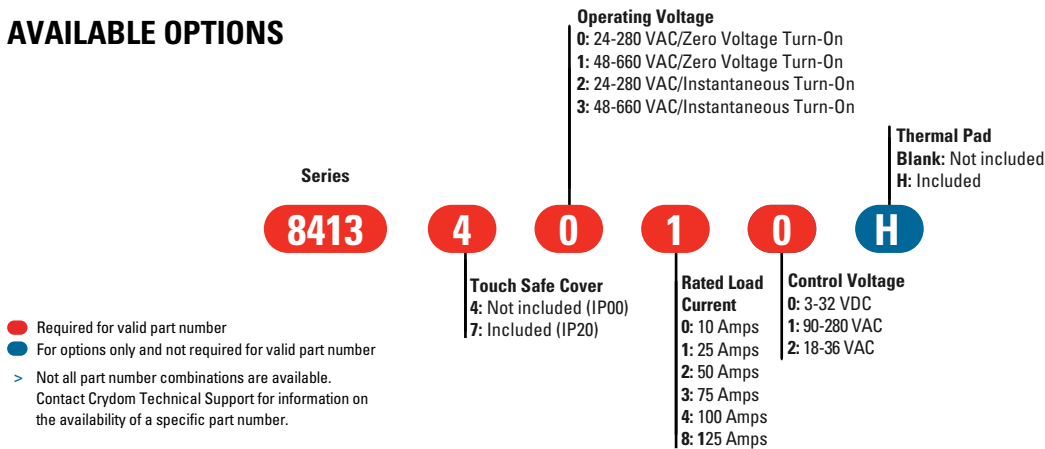 AVAILABLE OPTIONS
Operating Voltage
0: 24-280 VAC/Zero Voltage Turn-On
1: 48-660 VAC/Zero Voltage Turn-On
2: 24-280 VAC/Instantaneous Turn-On
3: 48-660 VAC/Instantaneous Turn-On
Thermal Pad
Blank: Not included
H: Included
Series
8413 4 0 1 0 H
Touch Safe Cover
4: Not included (IP00)
7: Included (IP20)
Rated Load
Current
0: 10 Amps
1: 25 Amps
2: 50 Amps
3: 75 Amps
4: 100 Amps
8: 125 Amps
Control Voltage
0: 3-32 VDC
1: 90-280 VAC
2: 18-36 VAC
Required for valid part number
For options only and not required for valid part number
> Not all part number combinations are available.
Contact Crydom Technical Support for information on
the availability of a specific part number.